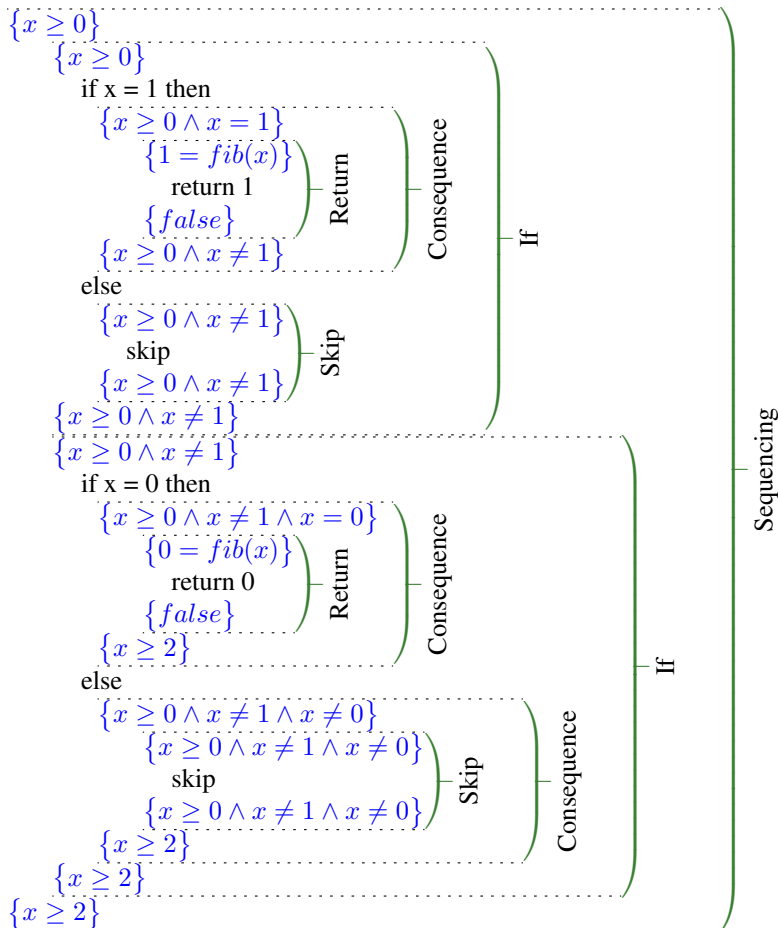 {x ≥ 0}
{x ≥ 0}
if x = 1 then
{x ≥ 0 ∧ x = 1}
{1 = fib(x)}
return 1
{false}
{x ≥ 0 ∧ x ≠ 1}
else
{x ≥ 0 ∧ x ≠ 1}
skip
{x ≥ 0 ∧ x ≠ 1}
{x ≥ 0 ∧ x ≠ 1}
{x ≥ 0 ∧ x ≠ 1}
if x = 0 then
{x ≥ 0 ∧ x ≠ 1 ∧ x = 0}
{0 = fib(x)}
return 0
{false}
{x ≥ 2}
else
{x ≥ 0 ∧ x ≠ 1 ∧ x ≠ 0}
{x ≥ 0 ∧ x ≠ 1 ∧ x ≠ 0}
skip
{x ≥ 0 ∧ x ≠ 1 ∧ x ≠ 0}
{x ≥ 2}
{x ≥ 2}
{x ≥ 2}
Return
Consequence
Skip
If
Return
Consequence
Skip
Consequence
If
Sequencing